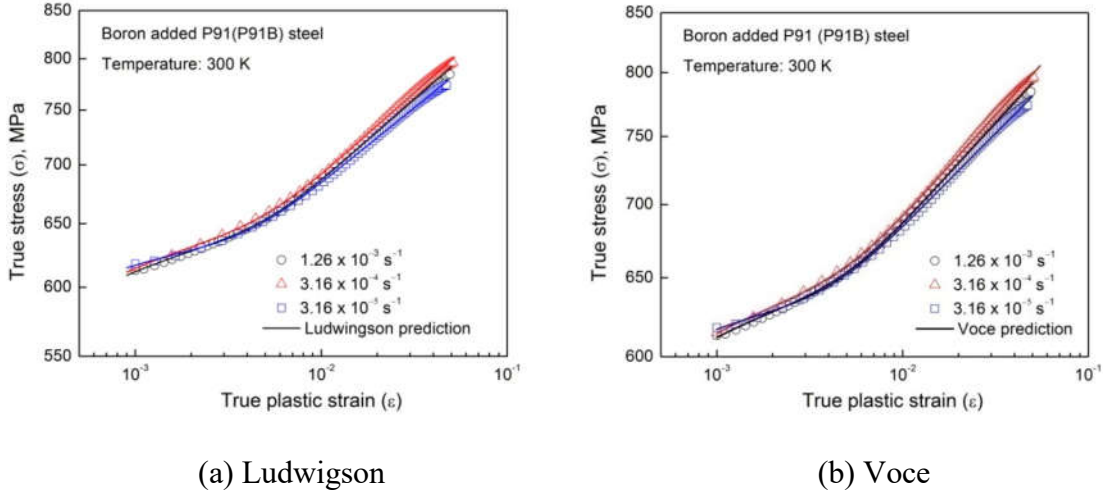 Boron added P91(P91B) steel
Temperature: 300 K
True stress (σ), MPa
850
800
750
700
650
600
550
1.26 x 10⁻³ s⁻¹
3.16 x 10⁻⁴ s⁻¹
3.16 x 10⁻⁵ s⁻¹
Ludwingson prediction
10⁻³
10⁻²
10⁻¹
True plastic strain (ε)
(a) Ludwigson
Boron added P91 (P91B) steel
Temperature: 300 K
True stress (σ), MPa
850
800
750
700
650
600
1.26 x 10⁻³ s⁻¹
3.16 x 10⁻⁴ s⁻¹
3.16 x 10⁻⁵ s⁻¹
Voce prediction
10⁻³
10⁻²
10⁻¹
True plastic strain (ε)
(b) Voce